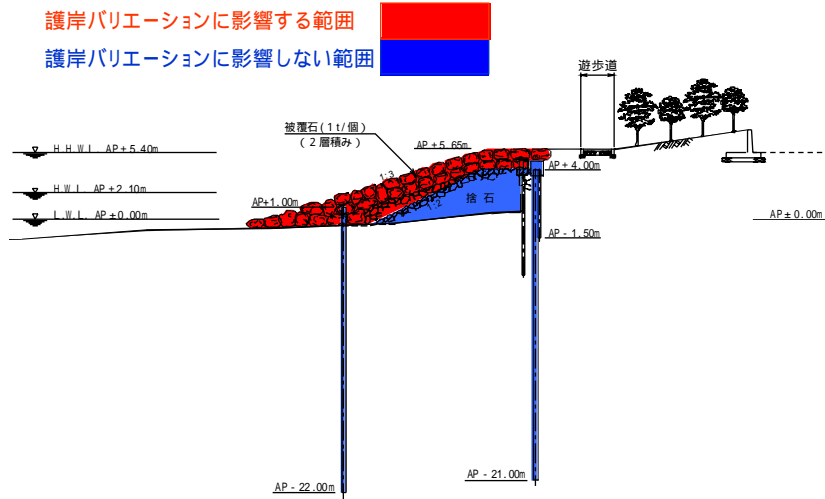 護岸バリエーションに影響する範囲
護岸バリエーションに影響しない範囲
遊歩道
被覆石(1t/個)
(2層積み)
AP+5.65m
H.H.W.L. AP+5.40m
1:3
AP+4.00m
H.W.L. AP+2.10m
1:2
捨石
AP+1.00m
L.W.L. AP±0.00m
AP±0.00m
AP-1.50m
AP-22.00m
AP-21.00m